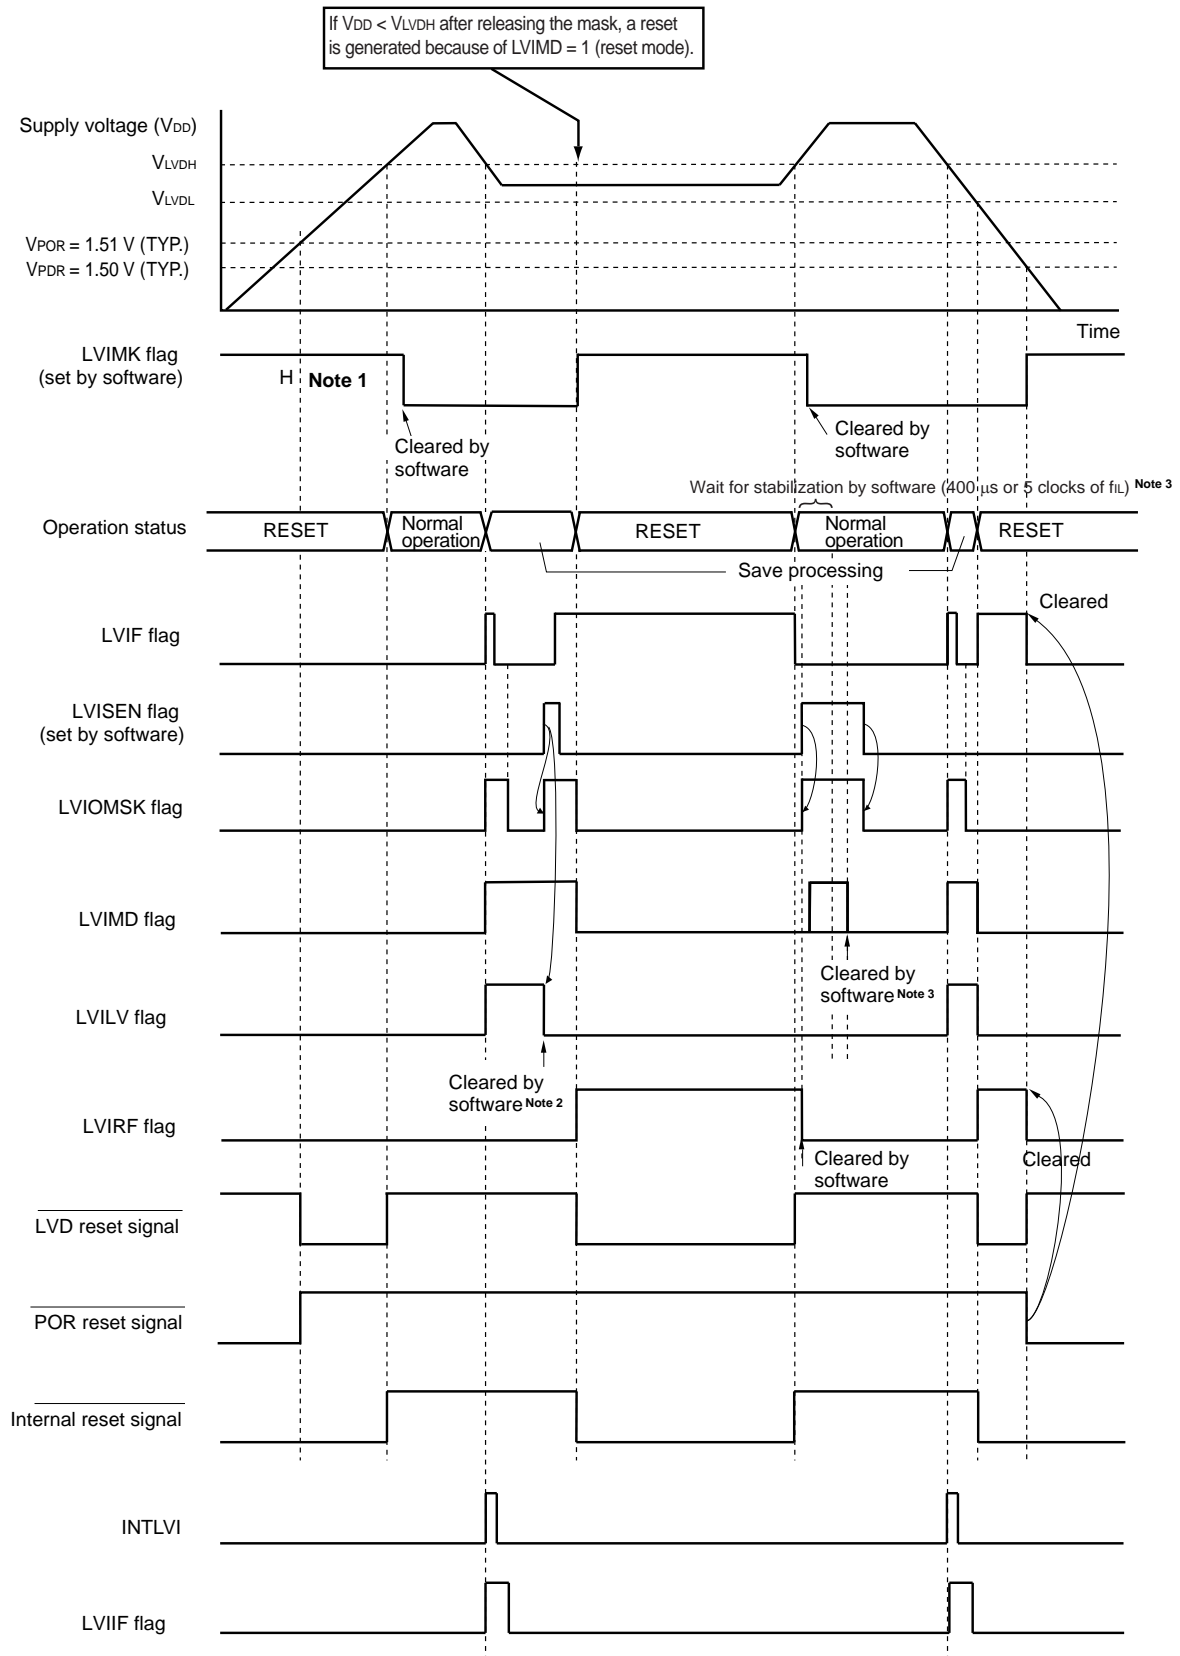 If VDD < VLVDH after releasing the mask, a reset
is generated because of LVIMD = 1 (reset mode).
Supply voltage (VDD)
VLVDH
VLVDL
VPOR = 1.51 V (TYP.)
VPDR = 1.50 V (TYP.)
Time
LVIMK flag
(set by software)
H Note 1
Cleared by
software
Cleared by
software
Wait for stabilization by software (400 μs or 5 clocks of fIL) Note 3
Operation status
RESET
Normal
operation
RESET
Normal
operation
RESET
Save processing
Cleared
LVIF flag
LVISEN flag
(set by software)
LVIOMSK flag
LVIMD flag
Cleared by
software Note 3
LVILV flag
Cleared by
software Note 2
LVIRF flag
Cleared by
software
Cleared
LVD reset signal
POR reset signal
Internal reset signal
INTLVI
LVIIF flag